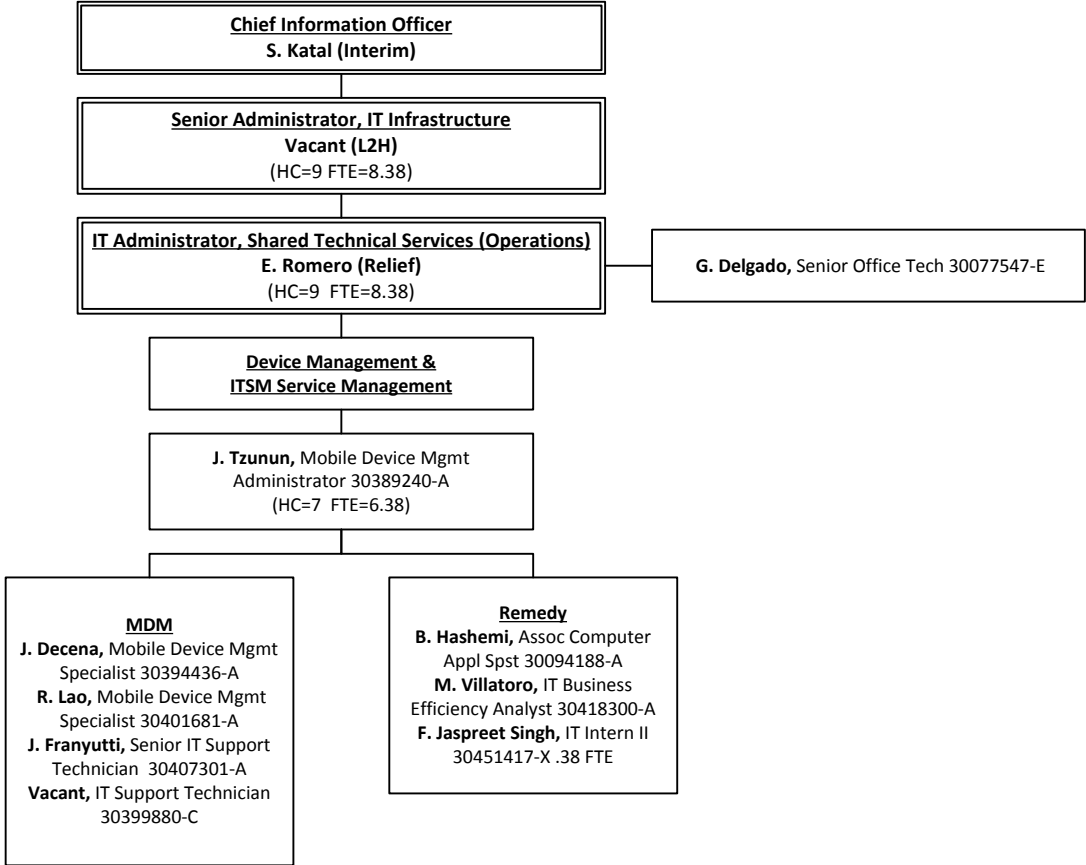 Chief Information Officer
S. Katal (Interim)
Senior Administrator, IT Infrastructure
Vacant (L2H)
(HC=9 FTE=8.38)
IT Administrator, Shared Technical Services (Operations)
E. Romero (Relief)
(HC=9 FTE=8.38)
G. Delgado, Senior Office Tech 30077547-E
Device Management &
ITSM Service Management
J. Tzunun, Mobile Device Mgmt
Administrator 30389240-A
(HC=7 FTE=6.38)
MDM
J. Decena, Mobile Device Mgmt
Specialist 30394436-A
R. Lao, Mobile Device Mgmt
Specialist 30401681-A
J. Franyutti, Senior IT Support
Technician 30407301-A
Vacant, IT Support Technician
30399880-C
Remedy
B. Hashemi, Assoc Computer
Appl Spst 30094188-A
M. Villatoro, IT Business
Efficiency Analyst 30418300-A
F. Jaspreet Singh, IT Intern II
30451417-X .38 FTE